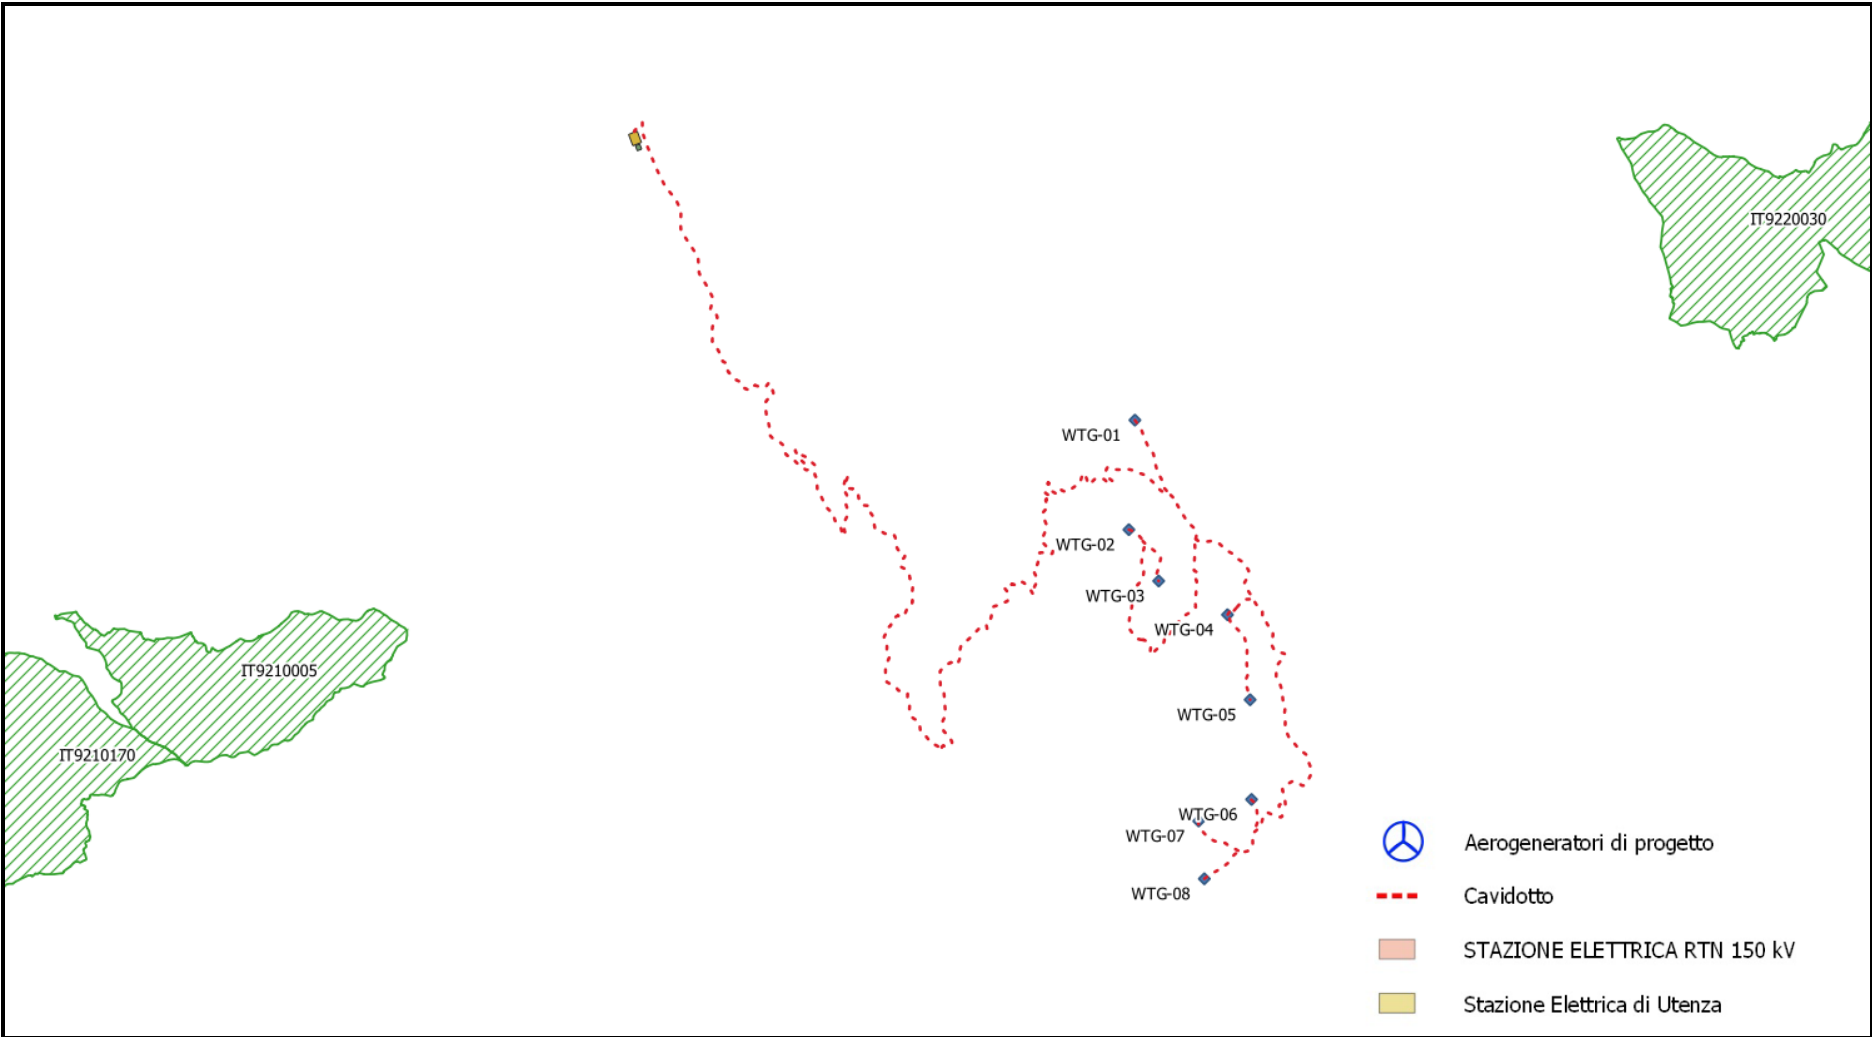 IT9220030
WTG-01
WTG-02
WTG-03
WTG-04
IT9210005
WTG-05
IT9210170
WTG-06
WTG-07
WTG-08
Aerogeneratori di progetto
Cavidotto
STAZIONE ELETTRICA RTN 150 kV
Stazione Elettrica di Utenza